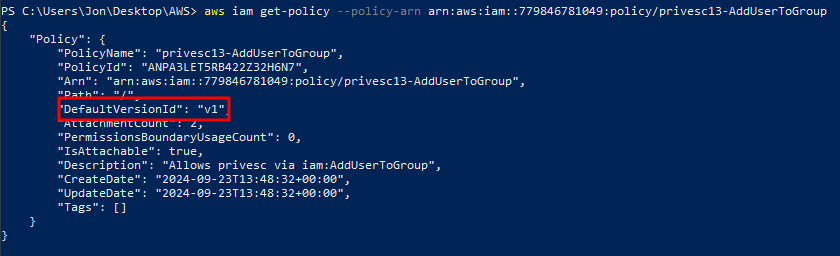 PS C:\Users\Jon\Desktop\AWS> aws iam get-policy --policy-arn arn:aws:iam::779846781049:policy/privesc13-AddUserToGroup
{
    "Policy": {
        "PolicyName": "privesc13-AddUserToGroup",
        "PolicyId": "ANPA3LET5RB422Z32H6N7",
        "Arn": "arn:aws:iam::779846781049:policy/privesc13-AddUserToGroup",
        "Path": "/",
        "DefaultVersionId": "v1",
        "AttachmentCount": 2,
        "PermissionsBoundaryUsageCount": 0,
        "IsAttachable": true,
        "Description": "Allows privesc via iam:AddUserToGroup",
        "CreateDate": "2024-09-23T13:48:32+00:00",
        "UpdateDate": "2024-09-23T13:48:32+00:00",
        "Tags": []
    }
}